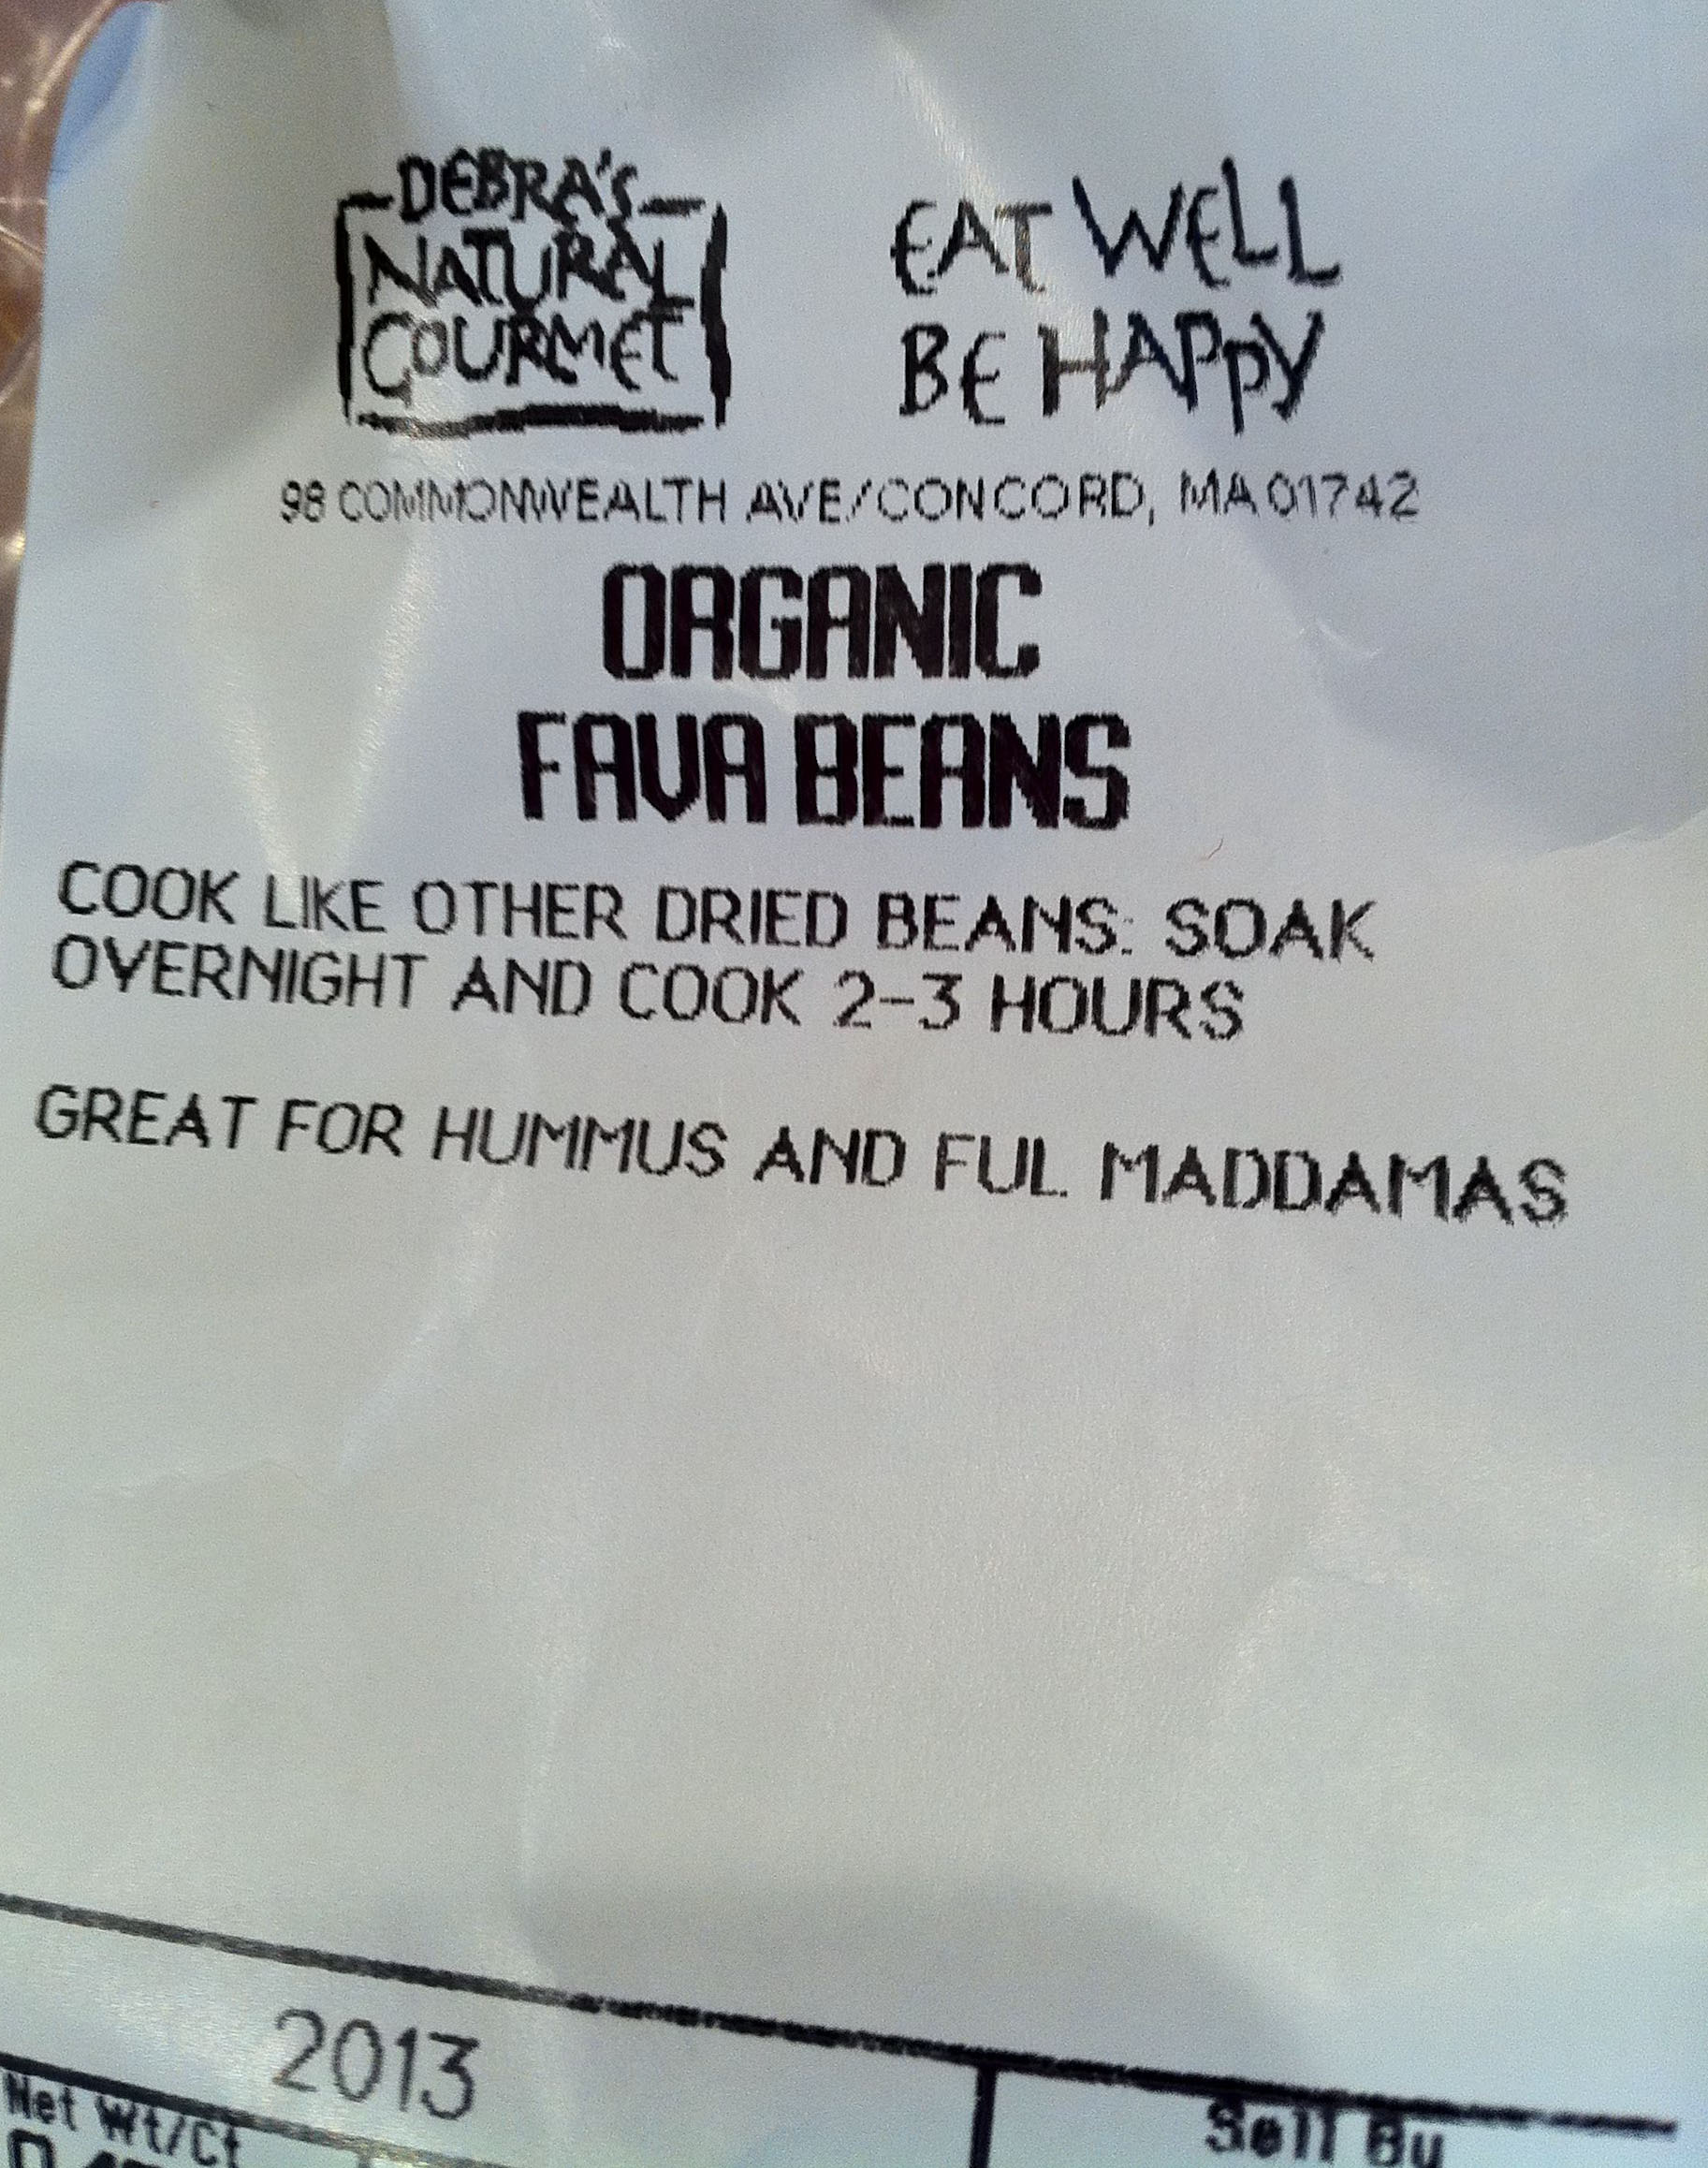 DEBRA'S
NATURAL
GOURMET
EAT WELL
BE HAPPY
98 COMMONWEALTH AVE/CONCORD, MA 01742
ORGANIC
FAVA BEANS
COOK LIKE OTHER DRIED BEANS: SOAK
OVERNIGHT AND COOK 2-3 HOURS
GREAT FOR HUMMUS AND FUL MADDAMAS
2013
Net Wt/Ct
Sell By